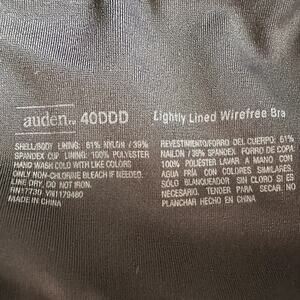 auden™ 40DDD
SHELL/BODY LINING: 61% NYLON / 39%
SPANDEX CUP LINING: 100% POLYESTER
HAND WASH COLD WITH LIKE COLORS
ONLY NON-CHLORINE BLEACH IF NEEDED.
LINE DRY, DO NOT IRON.
RN17730 VN1179480
MADE IN CHINA
Lightly Lined Wirefree Bra
REVESTIMIENTO/FORRO DEL CUERPO: 61%
NAILON / 39% SPANDEX FORRO DE COPA
100% POLIÉSTER LAVAR A MANO CON
AGUA FRÍA CON COLORES SIMILARES.
SÓLO BLANQUEADOR SIN CLORO SI ES
NECESARIO. TENDER PARA SECAR. NO
PLANCHAR HECHO EN CHINA